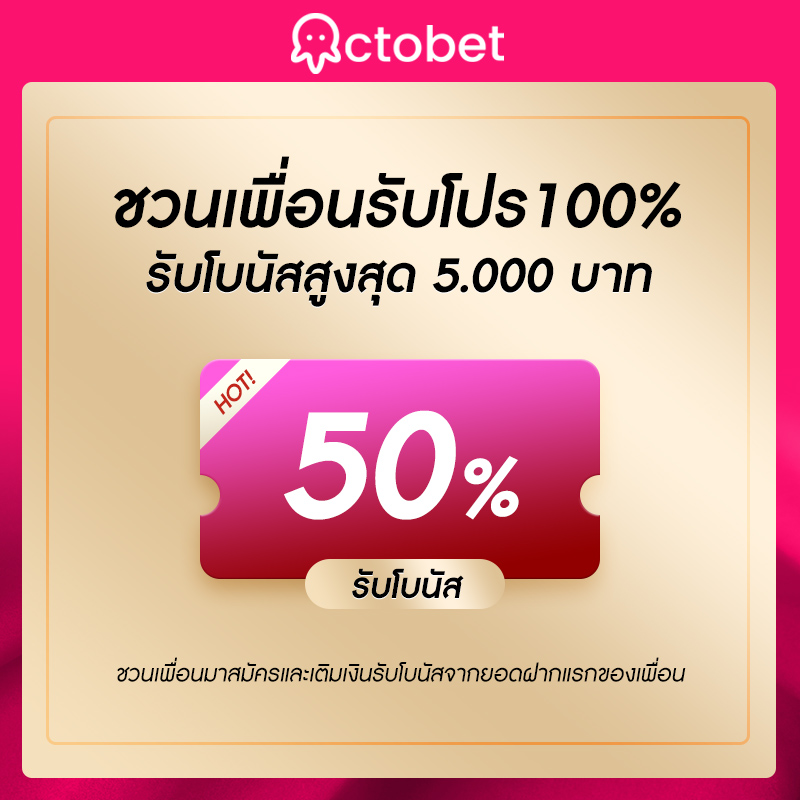 Octobet
ชวนเพื่อนรับโปร100%
รับโบนัสสูงสุด 5.000 บาท
HOT!
50%
รับโบนัส
ชวนเพื่อนมาสมัครและเติมเงินรับโบนัสจากยอดฝากแรกของเพื่อน